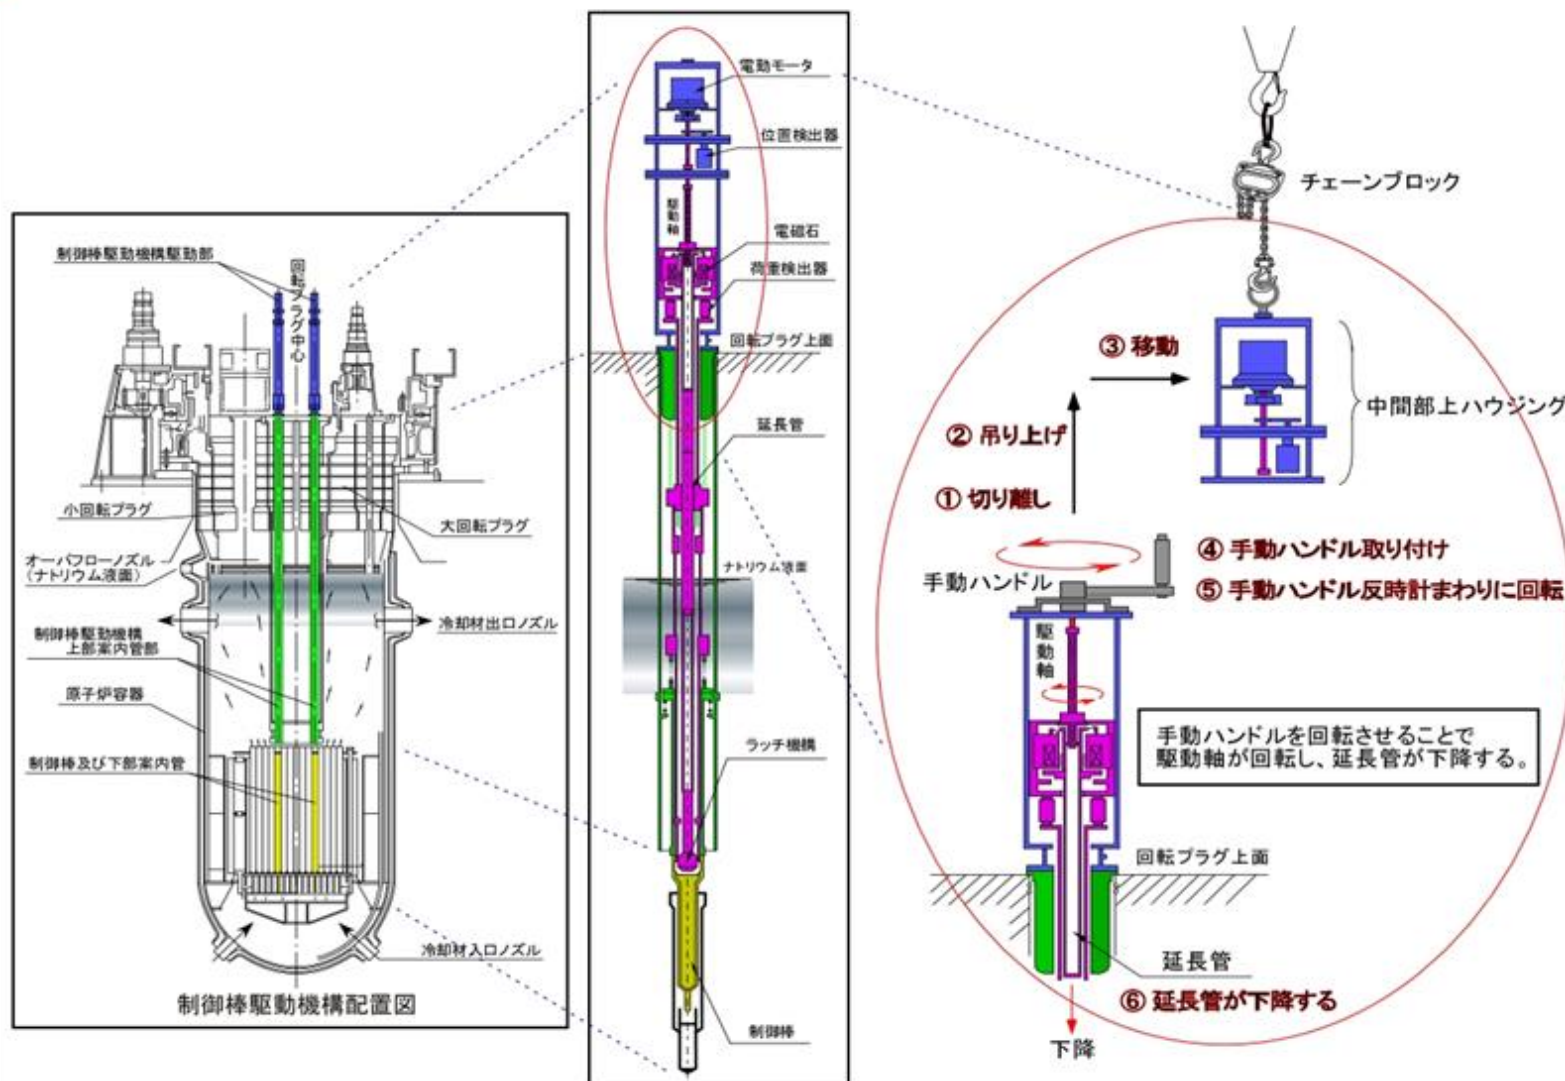 制御棒駆動機構駆動部
回転プラグ中心
小回転プラグ
大回転プラグ
オーバフローノズル
(ナトリウム液面)
冷却材出口ノズル
制御棒駆動機構
上部案内管部
原子炉容器
制御棒及び下部案内管
冷却材入口ノズル
制御棒駆動機構配置図
電動モータ
位置検出器
駆動軸
電磁石
荷重検出器
回転プラグ上面
延長管
ナトリウム液面
ラッチ機構
制御棒
チェーンブロック
③ 移動
中間部上ハウジング
② 吊り上げ
① 切り離し
④ 手動ハンドル取り付け
手動ハンドル
⑤ 手動ハンドル反時計まわりに回転
駆動軸
手動ハンドルを回転させることで
駆動軸が回転し、延長管が下降する。
回転プラグ上面
延長管
⑥ 延長管が下降する
下降